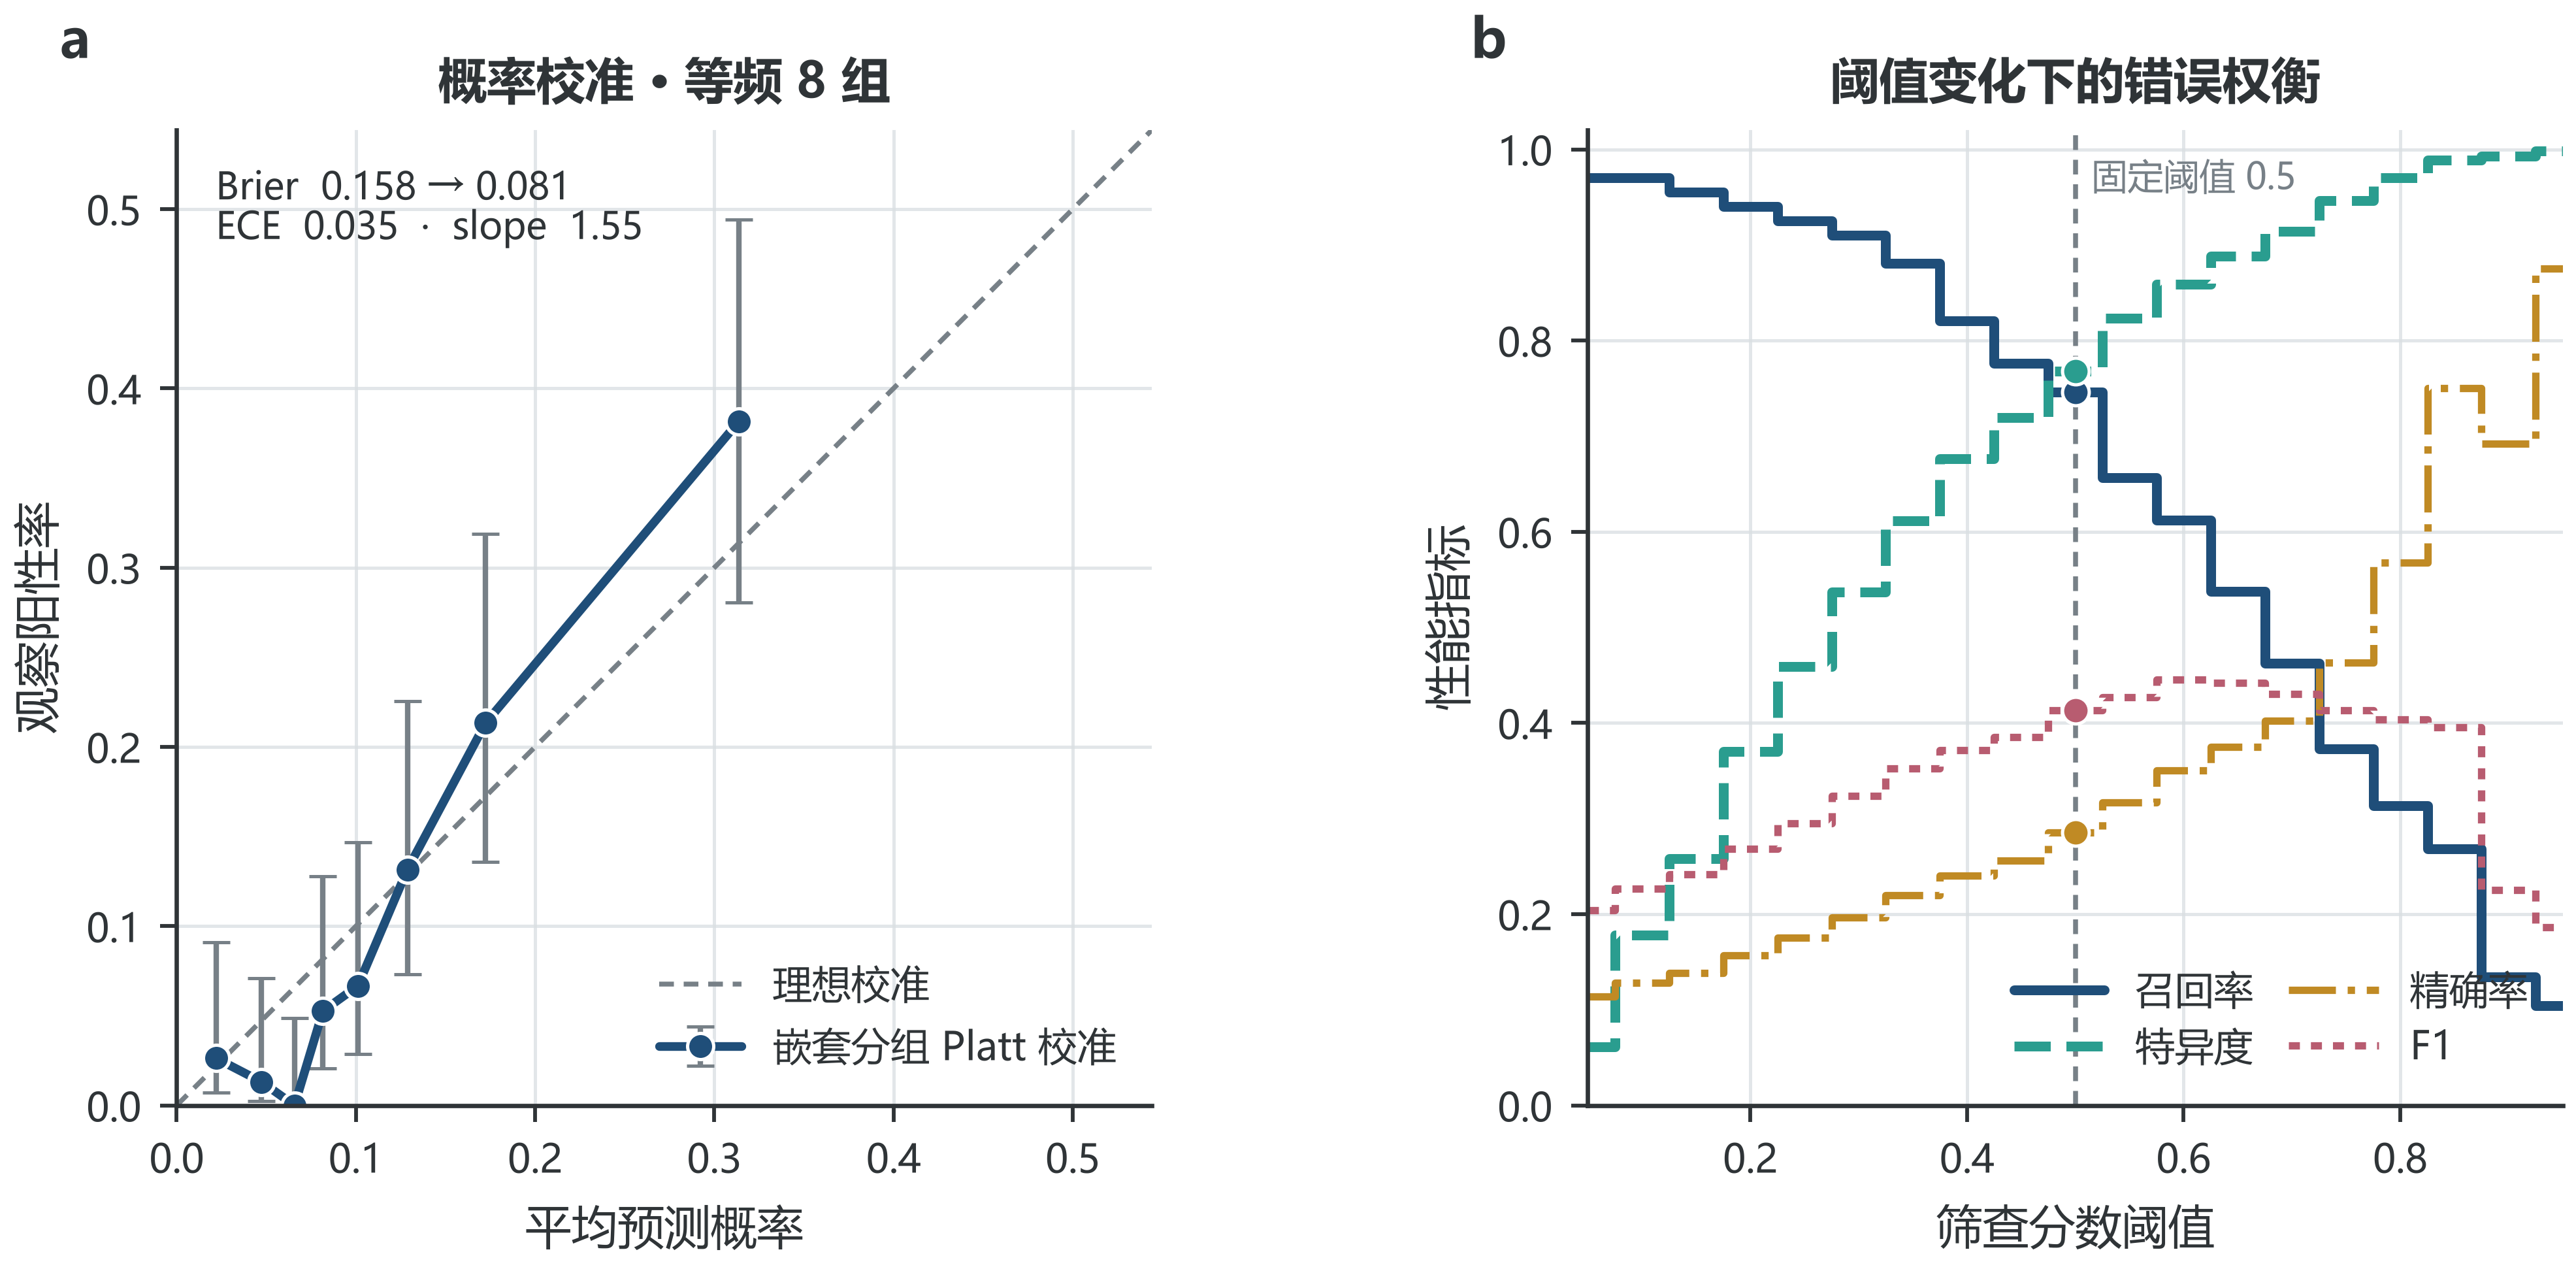 a
概率校准 • 等频 8 组
Brier 0.158 → 0.081
ECE 0.035 · slope 1.55
观察阳性率
0.5
0.4
0.3
0.2
0.1
0.0
理想校准
嵌套分组 Platt 校准
0.0 0.1 0.2 0.3 0.4 0.5
平均预测概率
b
阈值变化下的错误权衡
固定阈值 0.5
性能指标
1.0
0.8
0.6
0.4
0.2
0.0
召回率 精确率
特异度 F1
0.2 0.4 0.6 0.8
筛查分数阈值